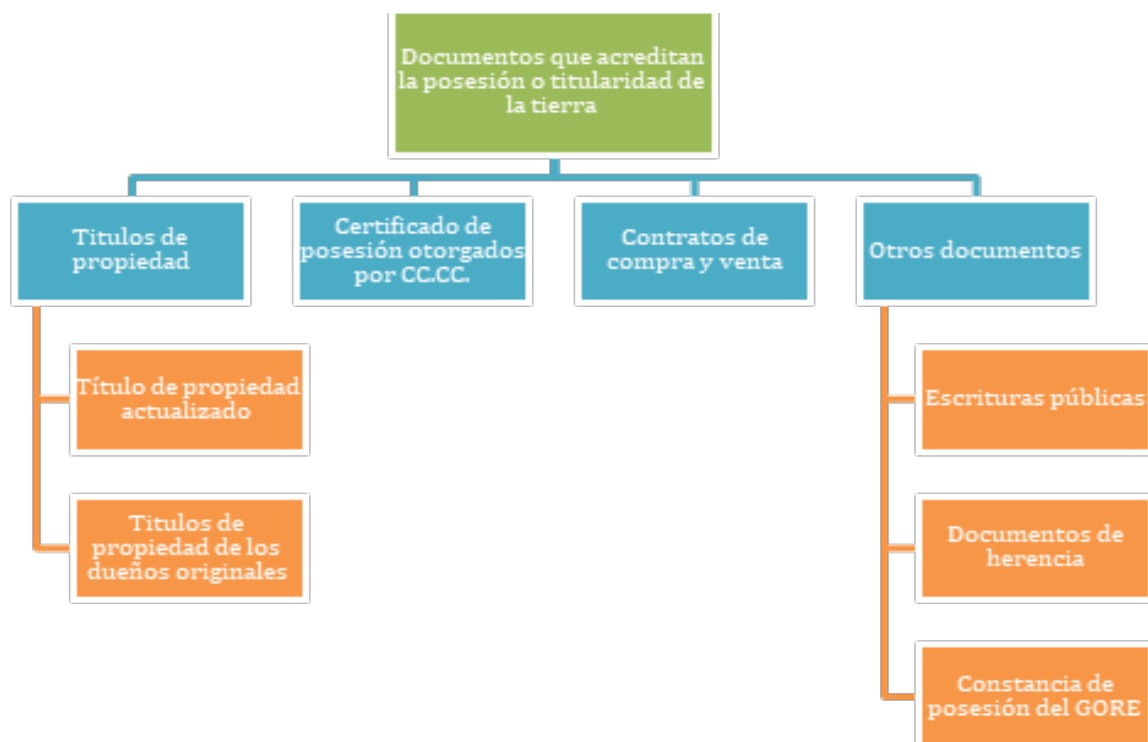 Documentos que acreditan
la posesión o titularidad de
la tierra
Titulos de
propiedad
Certificado de
posesión otorgados
por CC.CC.
Contratos de
compra y venta
Otros documentos
Título de propiedad
actualizado
Titulos de
propiedad de los
dueños originales
Escrituras públicas
Documentos de
herencia
Constancia de
posesión del GORE